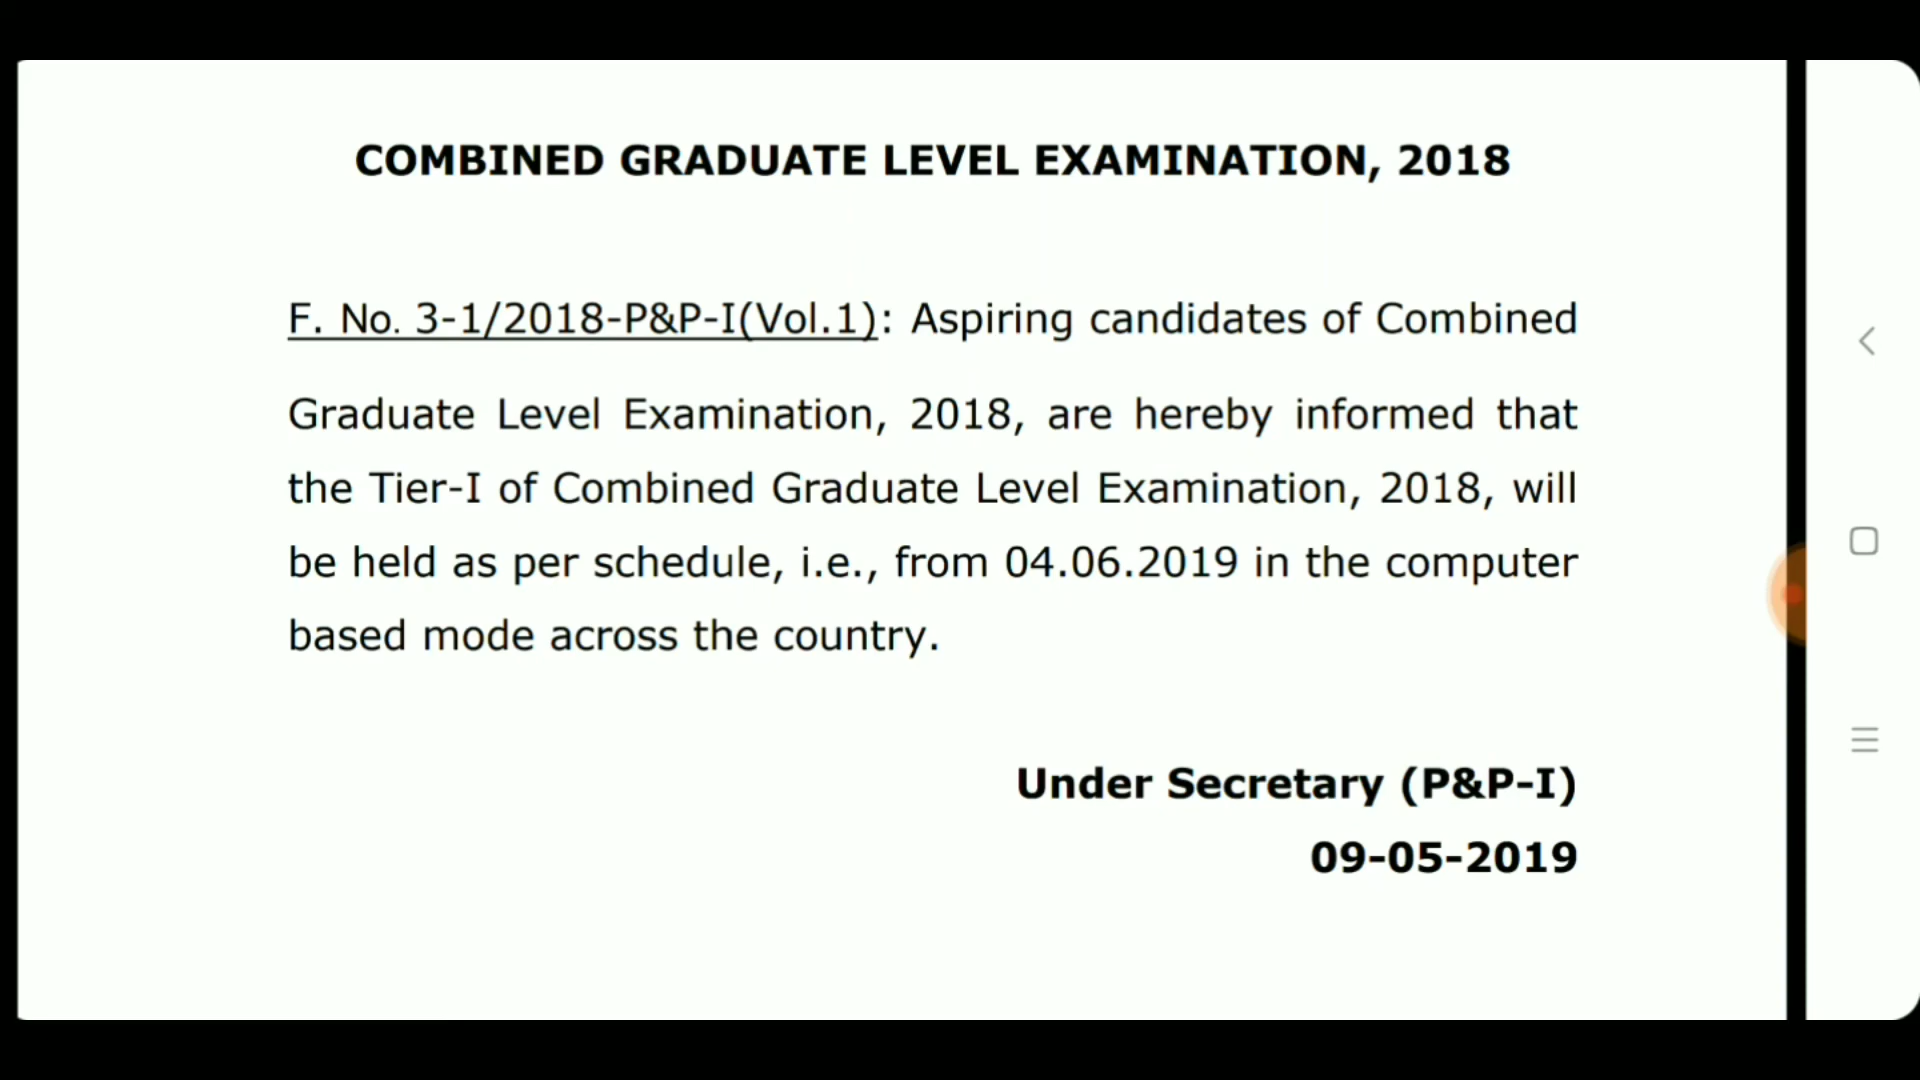 COMBINED GRADUATE LEVEL EXAMINATION, 2018
F. No. 3-1/2018-P&P-I(Vol.1): Aspiring candidates of Combined
Graduate Level Examination, 2018, are hereby informed that
the Tier-I of Combined Graduate Level Examination, 2018, will
be held as per schedule, i.e., from 04.06.2019 in the computer
based mode across the country.
Under Secretary (P&P-I)
09-05-2019